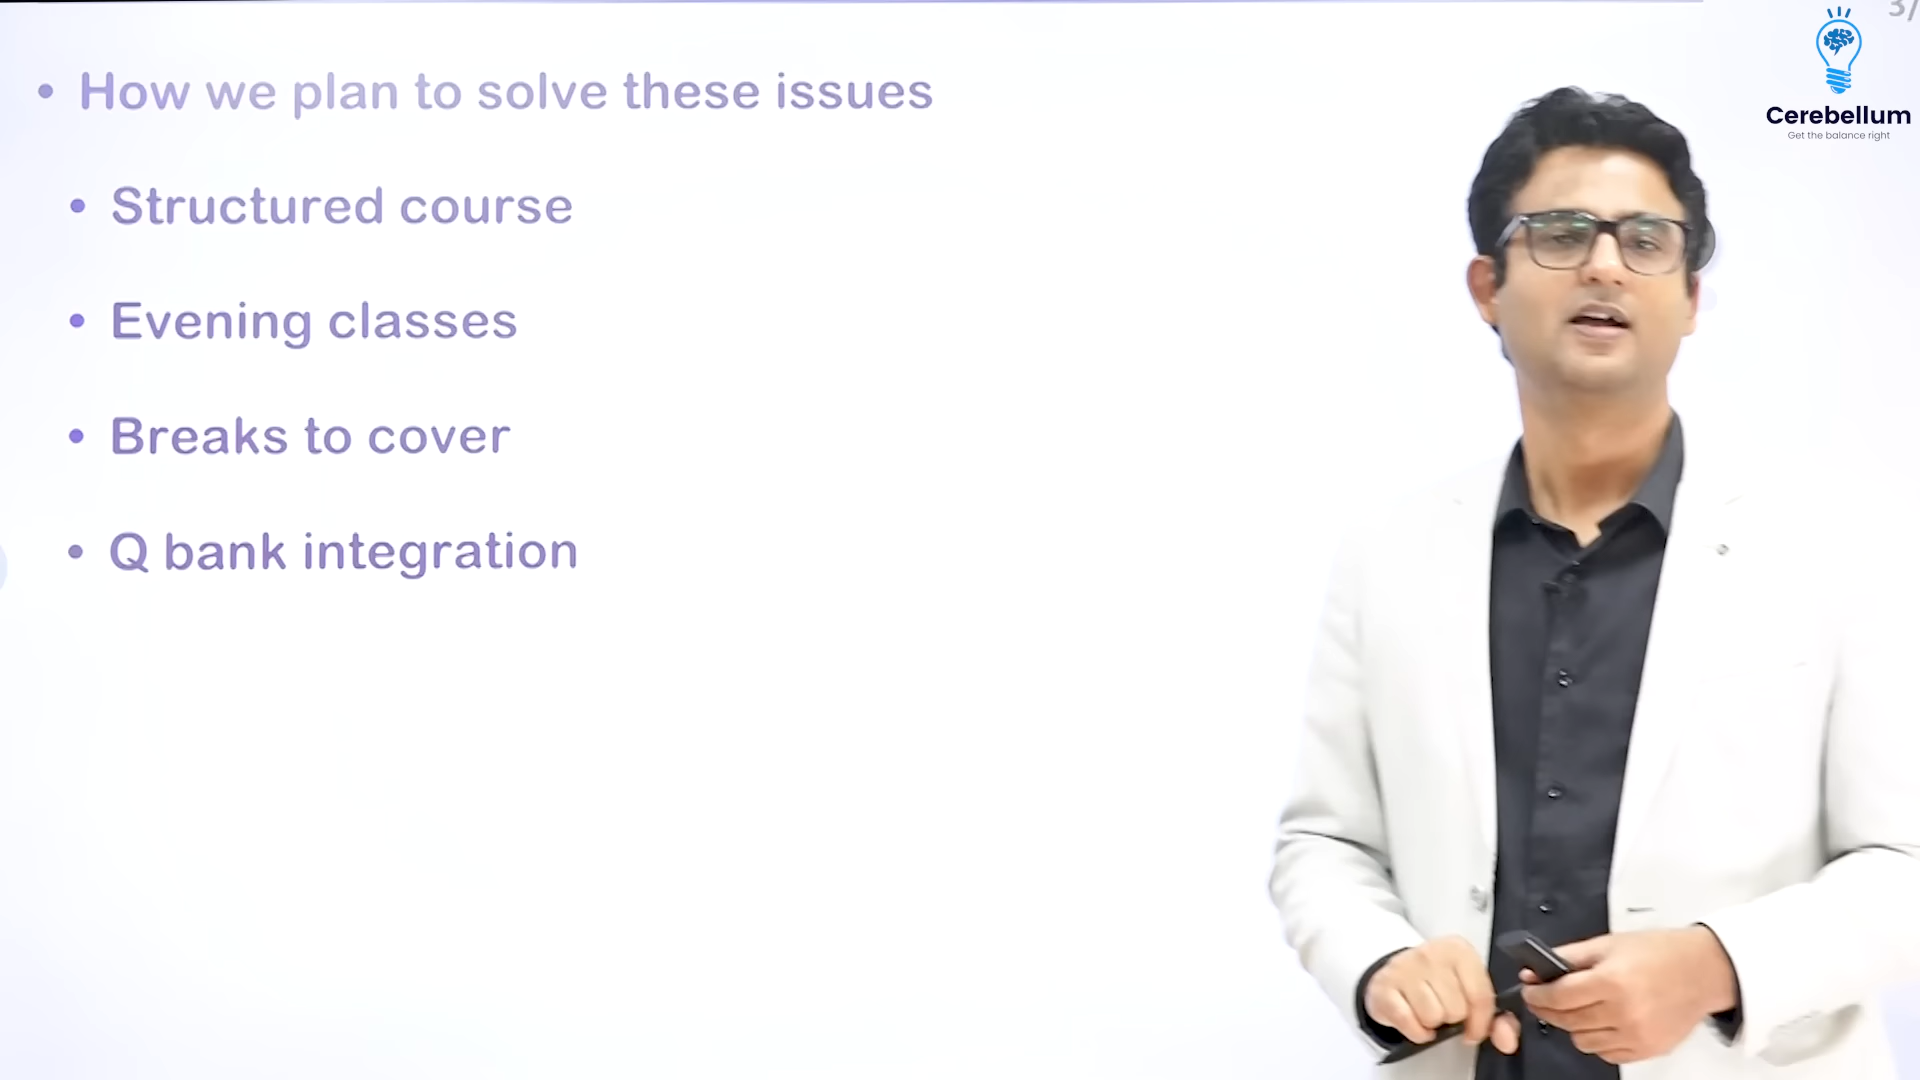 3/
• How we plan to solve these issues
• Structured course
• Evening classes
• Breaks to cover
• Q bank integration
Cerebellum
Get the balance right